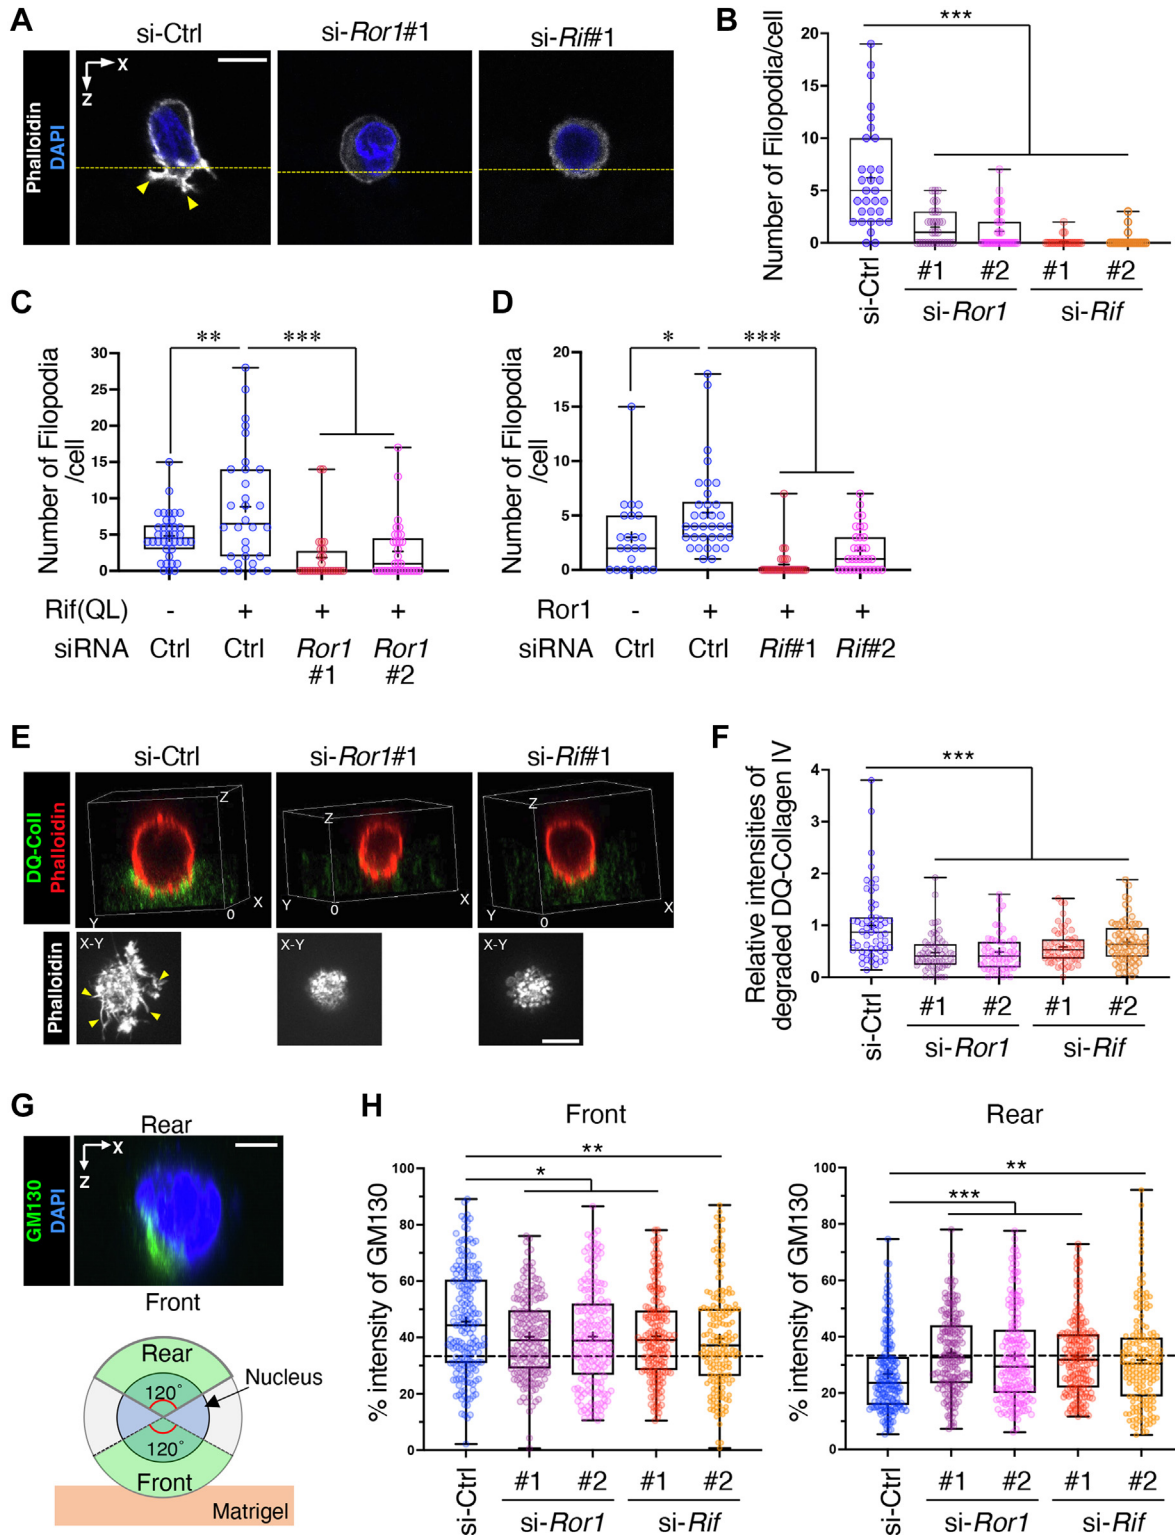 A
si-Ctrl
si-Ror1#1
si-Rif#1
Phalloidin
DAPI
X
Z
B
Number of Filopodia/cell
20
15
10
5
0
***
si-Ctrl
#1
#2
#1
#2
si-Ror1
si-Rif
C
Number of Filopodia
/cell
30
25
20
15
10
5
0
**
***
Rif(QL)
-
+
+
+
siRNA
Ctrl
Ctrl
Ror1
#1
Ror1
#2
D
Number of Filopodia
/cell
20
15
10
5
0
*
***
Ror1
-
+
+
+
siRNA
Ctrl
Ctrl
Rif#1
Rif#2
E
si-Ctrl
si-Ror1#1
si-Rif#1
DQ-Coll
Phalloidin
Z
Y
0
X
Z
Y
0
X
Z
Y
0
X
Phalloidin
X-Y
X-Y
X-Y
F
Relative intensities of
degraded DQ-Collagen IV
4
3
2
1
0
***
si-Ctrl
#1
#2
#1
#2
si-Ror1
si-Rif
G
Rear
GM130
DAPI
X
Z
Front
Rear
120°
Nucleus
120°
Front
Matrigel
H
Front
% intensity of GM130
100
80
60
40
20
0
**
*
si-Ctrl
#1
#2
#1
#2
si-Ror1
si-Rif
Rear
% intensity of GM130
100
80
60
40
20
0
**
***
si-Ctrl
#1
#2
#1
#2
si-Ror1
si-Rif